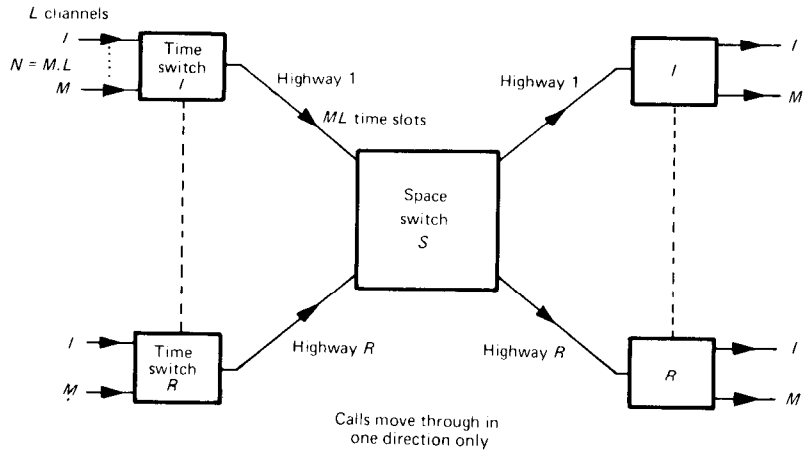 L channels
I
N = M.L
M
Time
switch
I
Highway 1
ML time slots
Highway 1
I
I
M
Space
switch
S
I
M
Time
switch
R
Highway R
Highway R
R
I
M
Calls move through in
one direction only